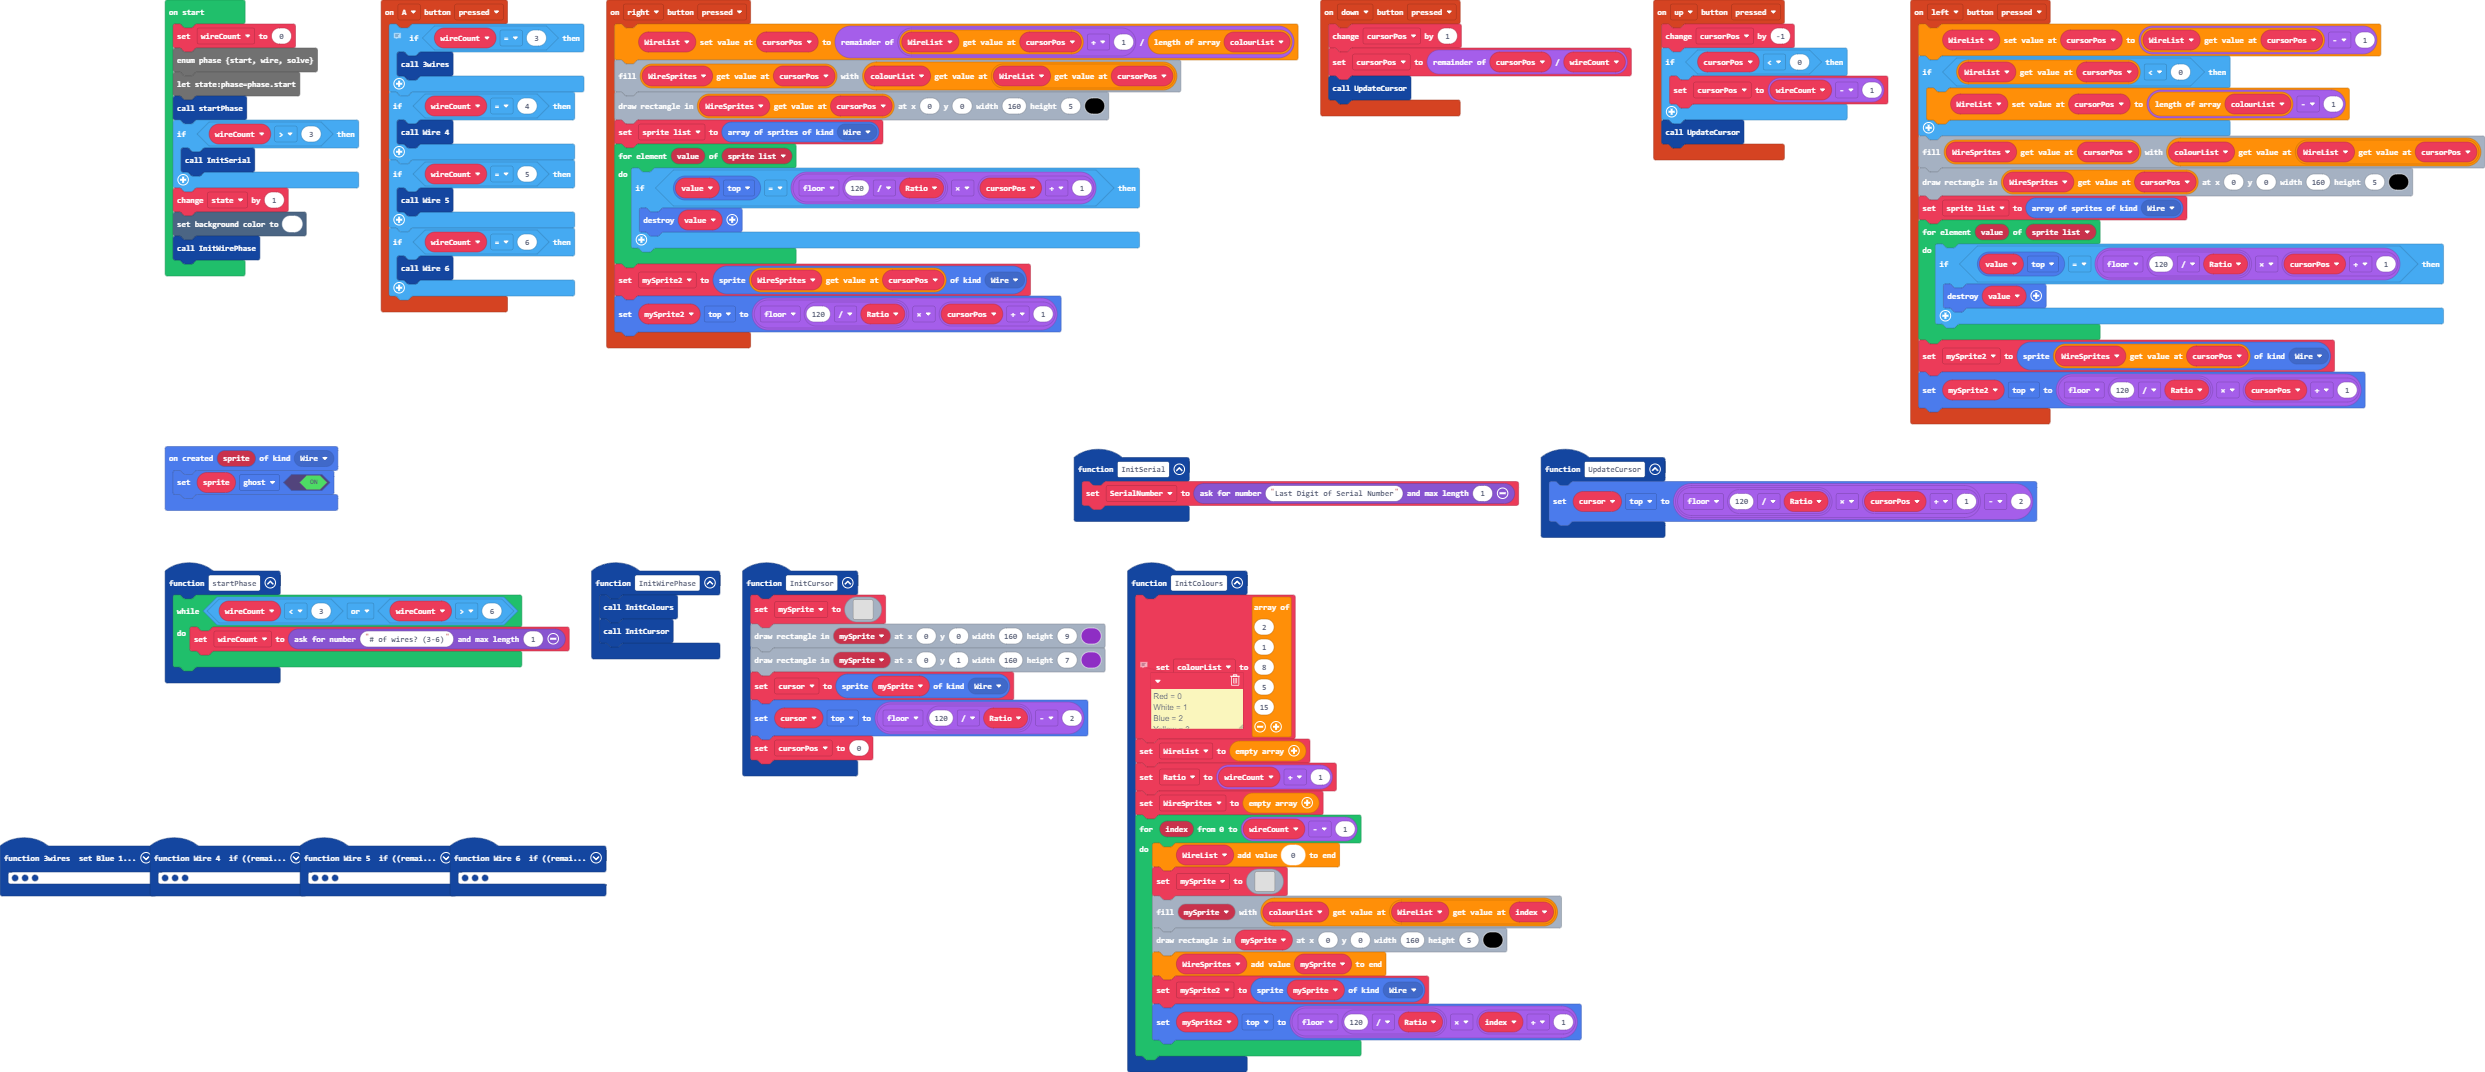 on start
set wireCount to 0
enum phase {start, wire, solve}
let state:phase=phase.start
call startPhase
if wireCount > 3 then
call InitSerial
change state by 1
set background color to
call InitWirePhase
on A button pressed
if wireCount = 3 then
call 3wires
if wireCount = 4 then
call Wire 4
if wireCount = 5 then
call Wire 5
if wireCount = 6 then
call Wire 6
on right button pressed
WireList set value at cursorPos to remainder of WireList get value at cursorPos + 1 / length of array colourList
fill WireSprites get value at cursorPos with colourList get value at WireList get value at cursorPos
draw rectangle in WireSprites get value at cursorPos at x 0 y 0 width 160 height 5
set sprite list to array of sprites of kind Wire
for element value of sprite list
do
if value top = floor 120 / Ratio × cursorPos + 1 then
destroy value
set mySprite2 to sprite WireSprites get value at cursorPos of kind Wire
set mySprite2 top to floor 120 / Ratio × cursorPos + 1
on down button pressed
change cursorPos by 1
set cursorPos to remainder of cursorPos / wireCount
call UpdateCursor
on up button pressed
change cursorPos by -1
if cursorPos < 0 then
set cursorPos to wireCount - 1
call UpdateCursor
on left button pressed
WireList set value at cursorPos to WireList get value at cursorPos - 1
if WireList get value at cursorPos < 0 then
WireList set value at cursorPos to length of array colourList - 1
fill WireSprites get value at cursorPos with colourList get value at WireList get value at cursorPos
draw rectangle in WireSprites get value at cursorPos at x 0 y 0 width 160 height 5
set sprite list to array of sprites of kind Wire
for element value of sprite list
do
if value top = floor 120 / Ratio × cursorPos + 1 then
destroy value
set mySprite2 to sprite WireSprites get value at cursorPos of kind Wire
set mySprite2 top to floor 120 / Ratio × cursorPos + 1
on created sprite of kind Wire
set sprite ghost ON
function InitSerial
set SerialNumber to ask for number "Last Digit of Serial Number" and max length 1
function UpdateCursor
set cursor top to floor 120 / Ratio × cursorPos + 1 - 2
function startPhase
while wireCount < 3 or wireCount > 6
do
set wireCount to ask for number "# of wires? (3-6)" and max length 1
function InitWirePhase
call InitColours
call InitCursor
function InitCursor
set mySprite to
draw rectangle in mySprite at x 0 y 0 width 160 height 9
draw rectangle in mySprite at x 0 y 1 width 160 height 7
set cursor to sprite mySprite of kind Wire
set cursor top to floor 120 / Ratio - 2
set cursorPos to 0
function InitColours
set colourList to
array of
2
1
8
5
15
Red = 0
White = 1
Blue = 2
set WireList to empty array
set Ratio to wireCount + 1
set WireSprites to empty array
for index from 0 to wireCount - 1
do
WireList add value 0 to end
set mySprite to
fill mySprite with colourList get value at WireList get value at index
draw rectangle in mySprite at x 0 y 0 width 160 height 5
WireSprites add value mySprite to end
set mySprite2 to sprite mySprite of kind Wire
set mySprite2 top to floor 120 / Ratio × index + 1
function 3wires set Blue 1...
function Wire 4 if ((remai...
function Wire 5 if ((remai...
function Wire 6 if ((remai...